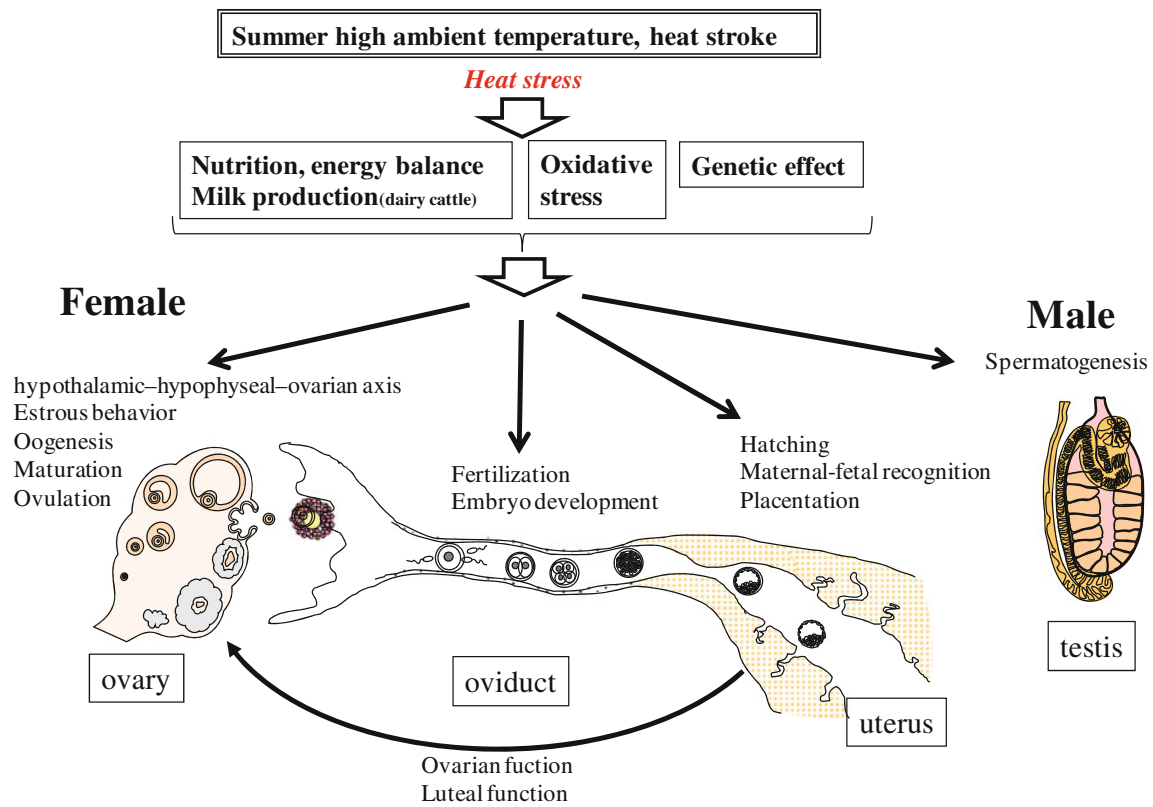 Summer high ambient temperature, heat stroke
Heat stress
Nutrition, energy balance
Milk production(dairy cattle)
Oxidative
stress
Genetic effect
Female
Male
hypothalamic–hypophyseal–ovarian axis
Estrous behavior
Oogenesis
Maturation
Ovulation
Fertilization
Embryo development
Hatching
Maternal-fetal recognition
Placentation
Spermatogenesis
ovary
oviduct
uterus
testis
Ovarian fuction
Luteal function